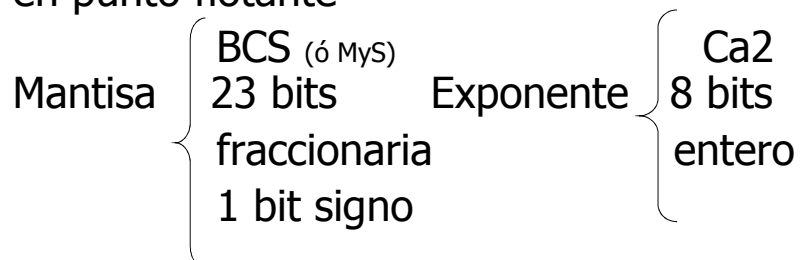 en punto flotante
BCS (ó MyS) Ca2
Mantisa 23 bits Exponente 8 bits
fraccionaria entero
1 bit signo